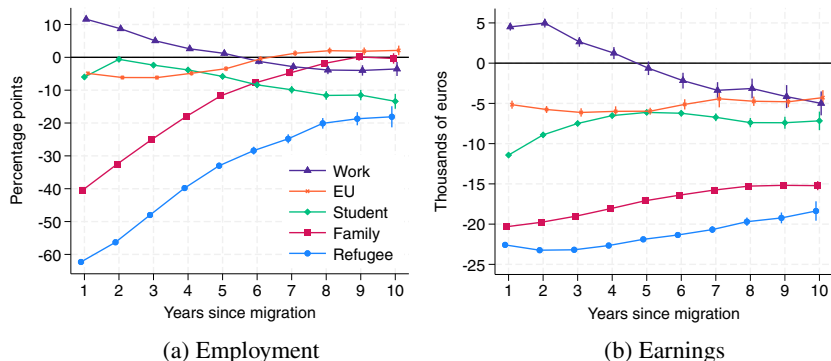 10
0
-10
-20
-30
-40
-50
-60
Percentage points
Work
EU
Student
Family
Refugee
1 2 3 4 5 6 7 8 9 10
Years since migration
(a) Employment
5
0
-5
-10
-15
-20
-25
Thousands of euros
1 2 3 4 5 6 7 8 9 10
Years since migration
(b) Earnings